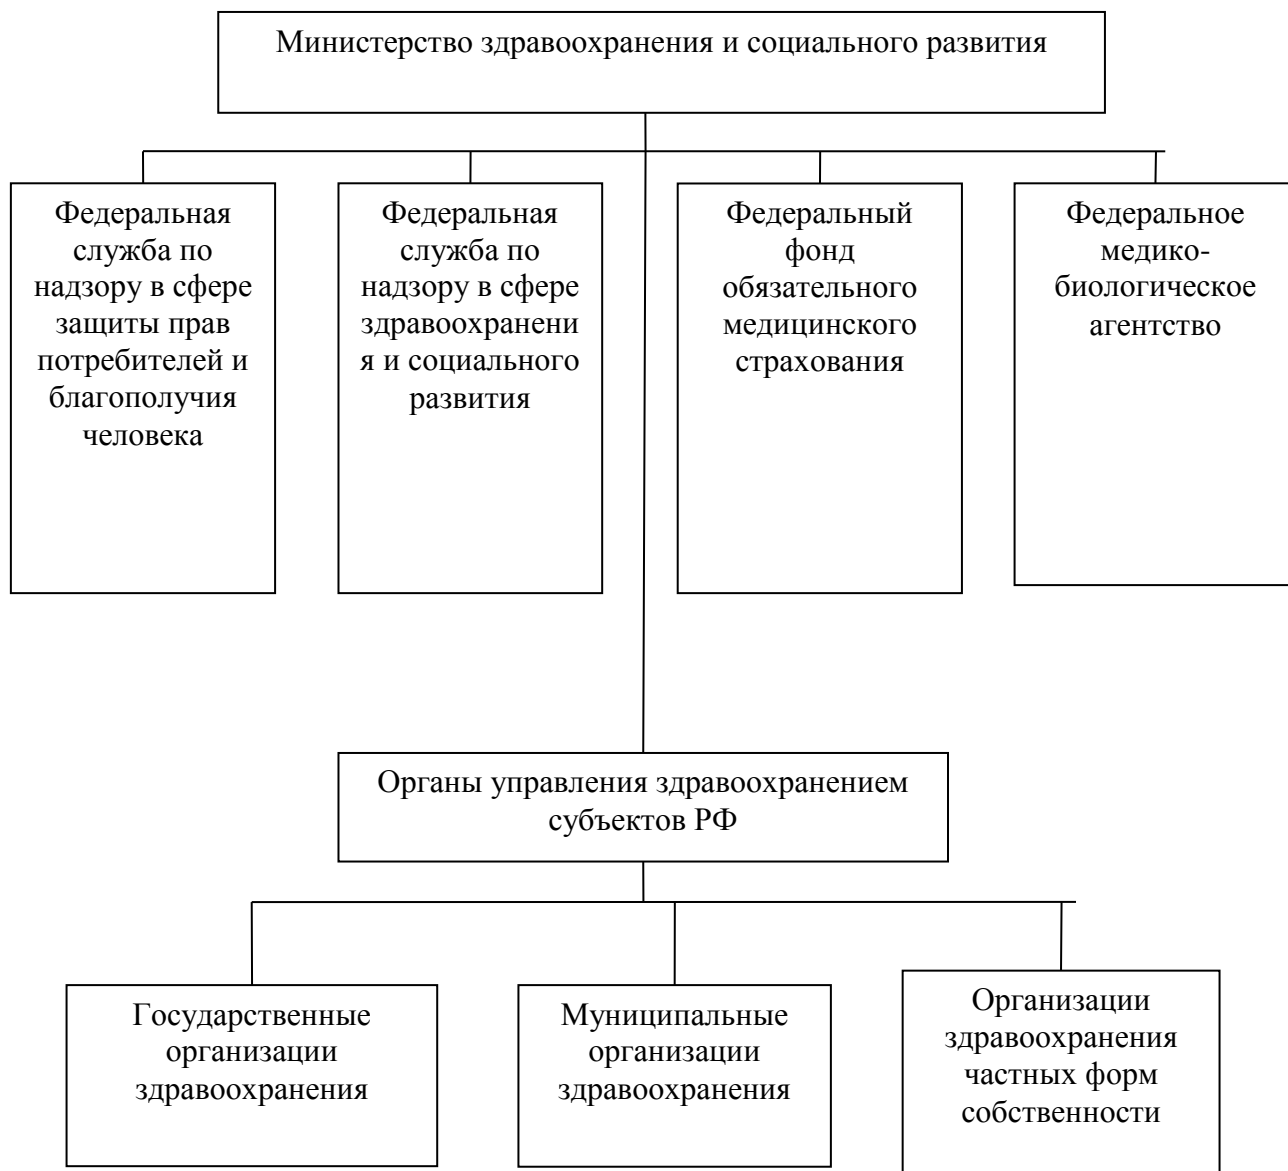 Министерство здравоохранения и социального развития
Федеральная
служба по
надзору в сфере
защиты прав
потребителей и
благополучия
человека
Федеральная
служба по
надзору в сфере
здравоохранени
я и социального
развития
Федеральный
фонд
обязательного
медицинского
страхования
Федеральное
медико-
биологическое
агентство
Органы управления здравоохранением
субъектов РФ
Государственные
организации
здравоохранения
Муниципальные
организации
здравоохранения
Организации
здравоохранения
частных форм
собственности